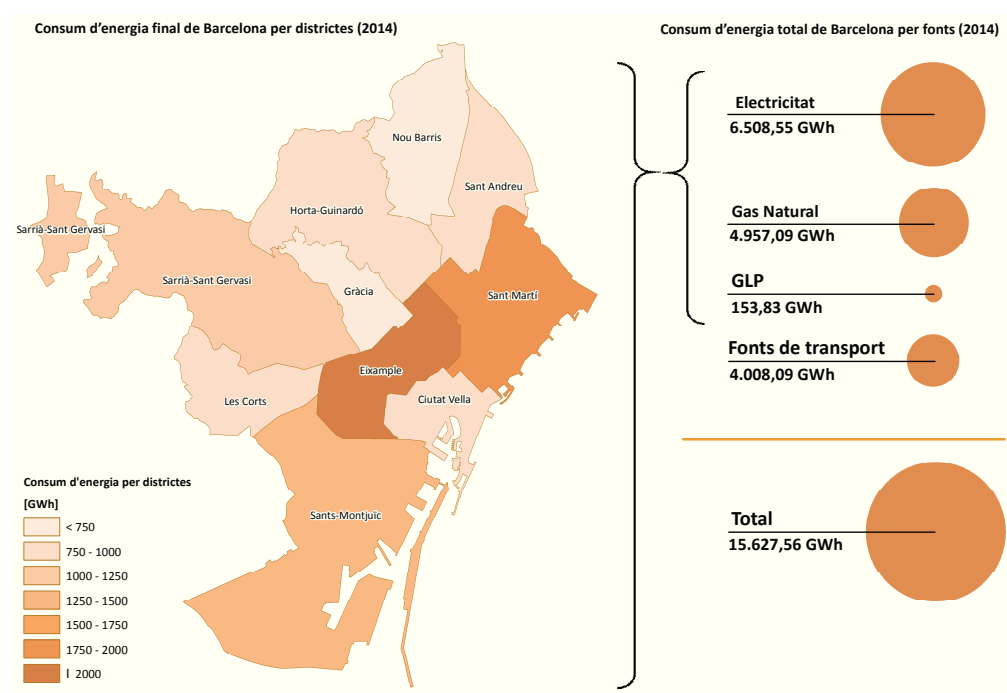 Consum d’energia final de Barcelona per districtes (2014)
Nou Barris
Sant Andreu
Horta-Guinardó
Sarrià-Sant Gervasi
Sarrià-Sant Gervasi
Gràcia
Sant Martí
Eixample
Les Corts
Ciutat Vella
Sants-Montjuïc
Consum d'energia per districtes
[GWh]
< 750
750 - 1000
1000 - 1250
1250 - 1500
1500 - 1750
1750 - 2000
l 2000
Consum d’energia total de Barcelona per fonts (2014)
Electricitat
6.508,55 GWh
Gas Natural
4.957,09 GWh
GLP
153,83 GWh
Fonts de transport
4.008,09 GWh
Total
15.627,56 GWh